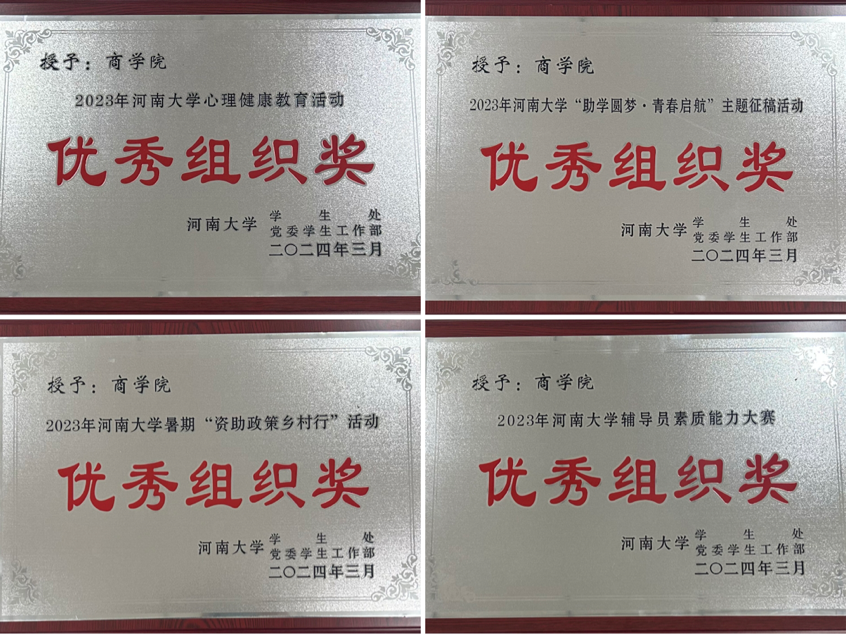 授予：商学院
2023年河南大学心理健康教育活动
优秀组织奖
河南大学 学生处
党委学生工作部
二〇二四年三月
授予：商学院
2023年河南大学“助学圆梦·青春启航”主题征稿活动
优秀组织奖
河南大学 学生处
党委学生工作部
二〇二四年三月
授予：商学院
2023年河南大学暑期“资助政策乡村行”活动
优秀组织奖
河南大学 学生处
党委学生工作部
二〇二四年三月
授予：商学院
2023年河南大学辅导员素质能力大赛
优秀组织奖
河南大学 学生处
党委学生工作部
二〇二四年三月